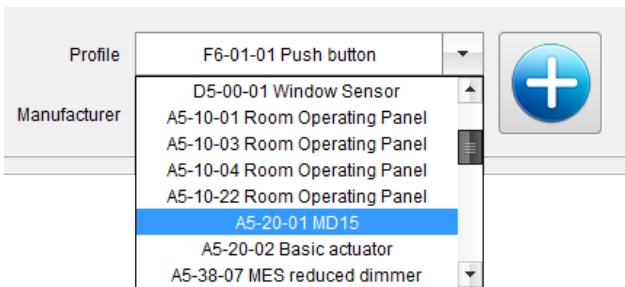 Profile F6-01-01 Push button
D5-00-01 Window Sensor
Manufacturer
A5-10-01 Room Operating Panel
A5-10-03 Room Operating Panel
A5-10-04 Room Operating Panel
A5-10-22 Room Operating Panel
A5-20-01 MD15
A5-20-02 Basic actuator
A5-38-07 MES reduced dimmer